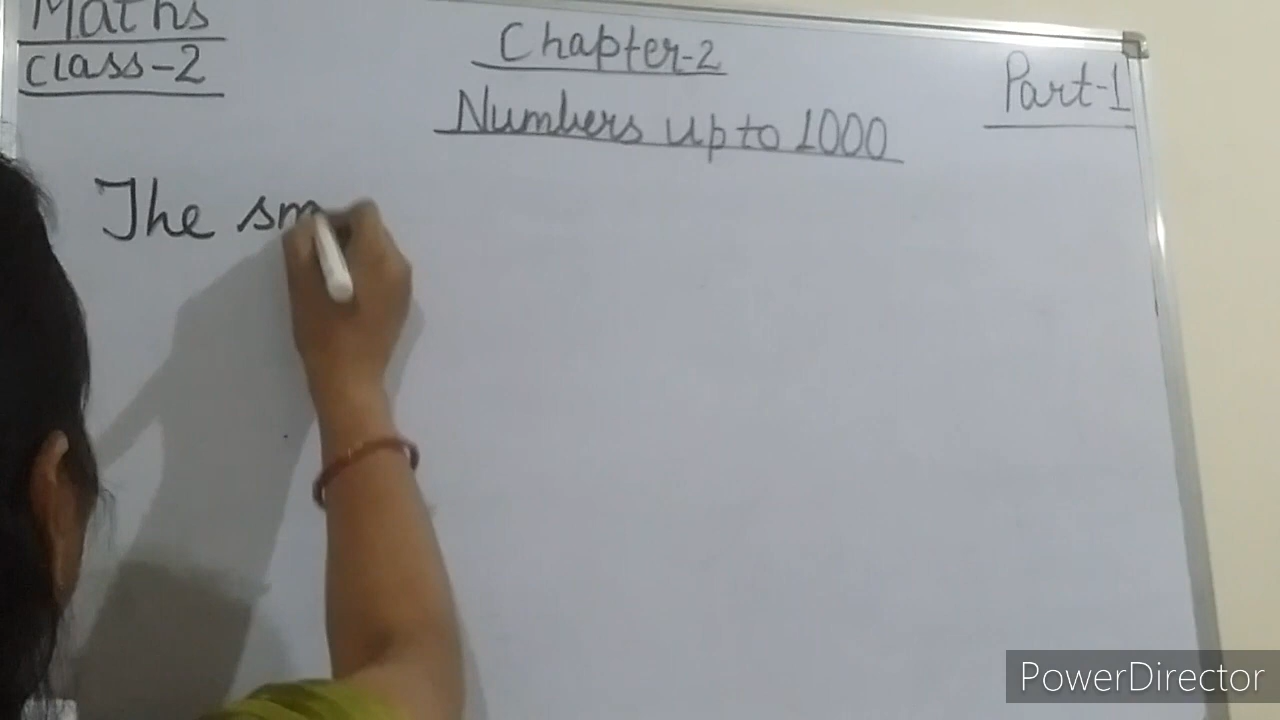 Maths
Class-2
Chapter-2
Numbers up to 1000
Part-1
The sm
PowerDirector